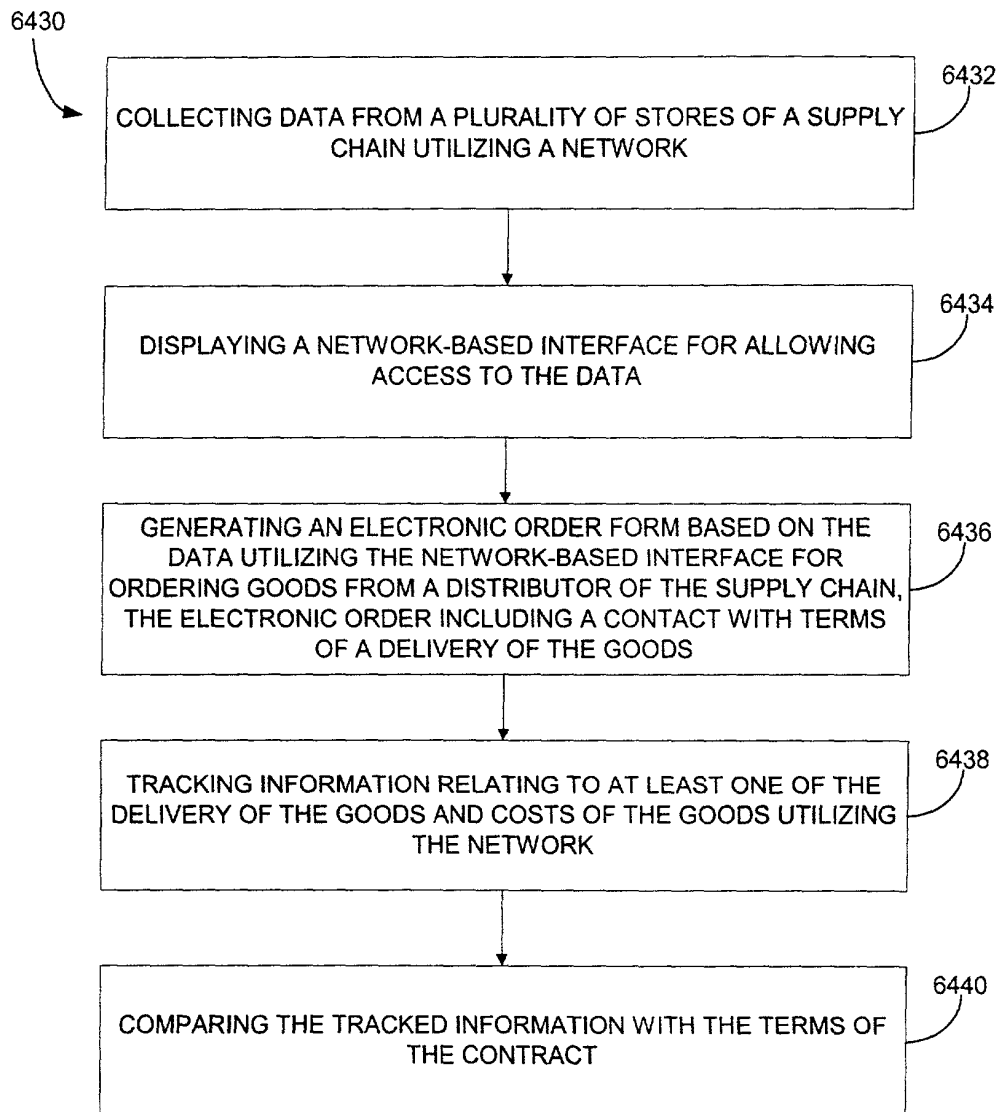 6430
6432
COLLECTING DATA FROM A PLURALITY OF STORES OF A SUPPLY
CHAIN UTILIZING A NETWORK
6434
DISPLAYING A NETWORK-BASED INTERFACE FOR ALLOWING
ACCESS TO THE DATA
6436
GENERATING AN ELECTRONIC ORDER FORM BASED ON THE
DATA UTILIZING THE NETWORK-BASED INTERFACE FOR
ORDERING GOODS FROM A DISTRIBUTOR OF THE SUPPLY CHAIN,
THE ELECTRONIC ORDER INCLUDING A CONTACT WITH TERMS
OF A DELIVERY OF THE GOODS
6438
TRACKING INFORMATION RELATING TO AT LEAST ONE OF THE
DELIVERY OF THE GOODS AND COSTS OF THE GOODS UTILIZING
THE NETWORK
6440
COMPARING THE TRACKED INFORMATION WITH THE TERMS OF
THE CONTRACT